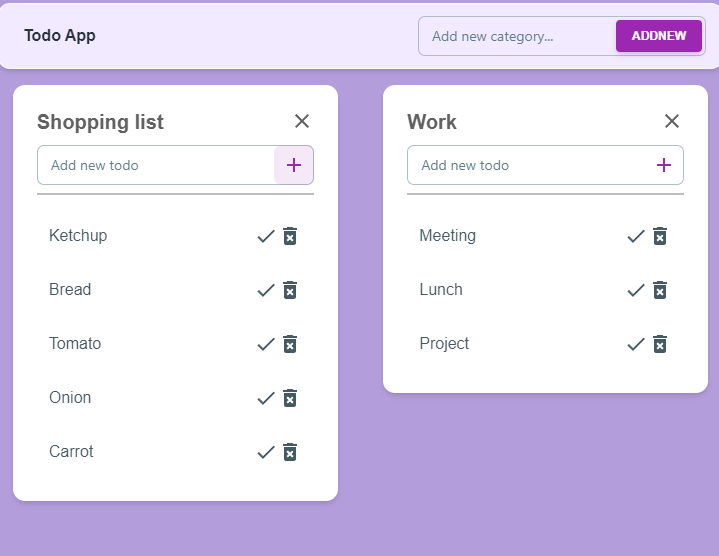 Todo App
Add new category...
ADDNEW
Shopping list
Add new todo
Ketchup
Bread
Tomato
Onion
Carrot
Work
Add new todo
Meeting
Lunch
Project